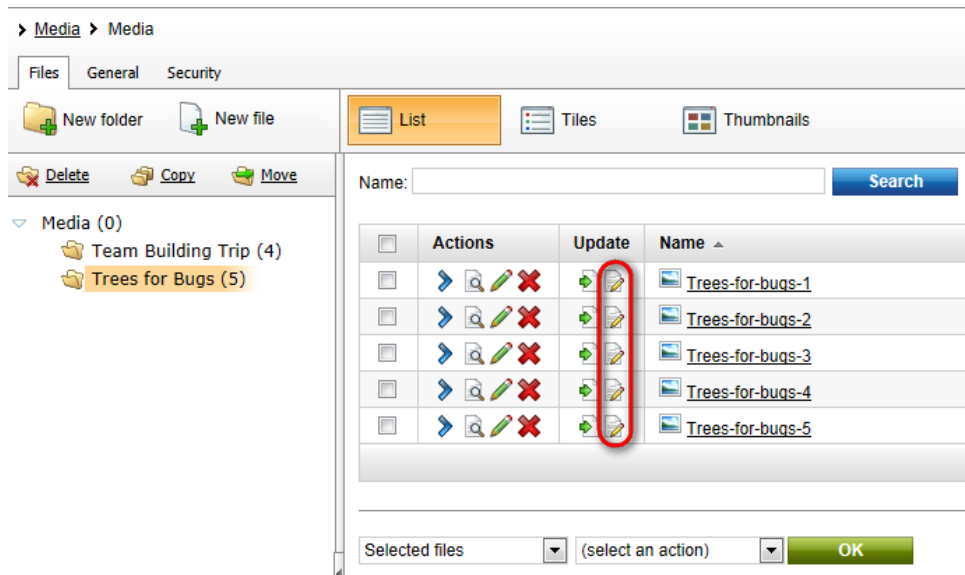 Media Media
Files General Security
New folder New file List Tiles Thumbnails
Delete Copy Move Name: Search
Media (0)
Team Building Trip (4)
Trees for Bugs (5)
Actions Update Name
Trees-for-bugs-1
Trees-for-bugs-2
Trees-for-bugs-3
Trees-for-bugs-4
Trees-for-bugs-5
Selected files (select an action) OK